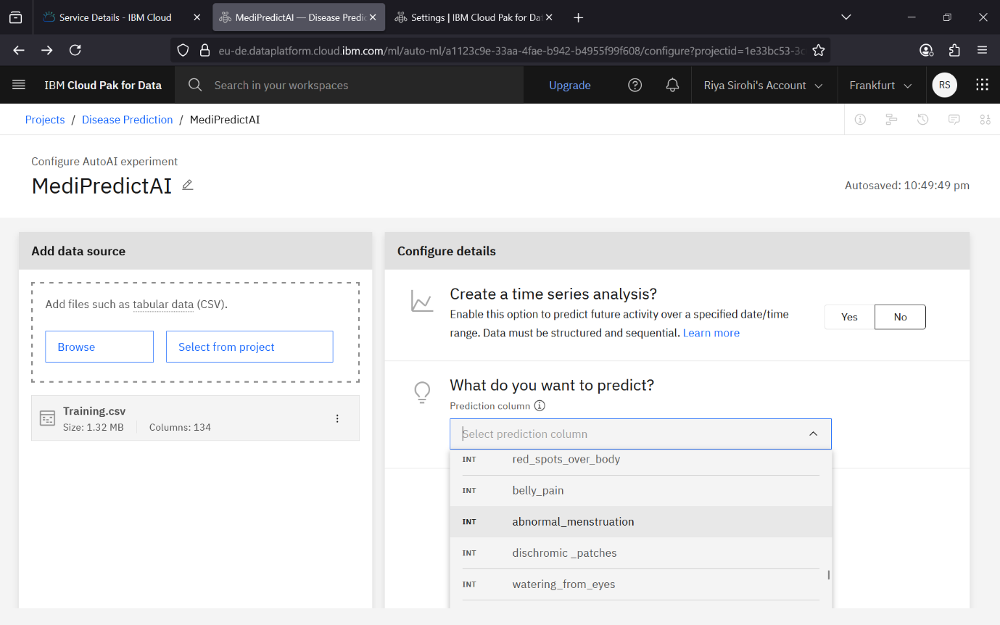 Service Details - IBM Cloud
MediPredictAI — Disease Predic
Settings | IBM Cloud Pak for Dat
eu-de.dataplatform.cloud.ibm.com/ml/auto-ml/a1123c9e-33aa-4fae-b942-b4955f99f608/configure?projectid=1e33bc53-3c
IBM Cloud Pak for Data
Search in your workspaces
Upgrade
Riya Sirohi's Account
Frankfurt
RS
Projects / Disease Prediction / MediPredictAI
Configure AutoAI experiment
MediPredictAI
Autosaved: 10:49:49 pm
Add data source
Add files such as tabular data (CSV).
Browse
Select from project
Training.csv
Size: 1.32 MB
Columns: 134
Configure details
Create a time series analysis?
Enable this option to predict future activity over a specified date/time
range. Data must be structured and sequential. Learn more
Yes
No
What do you want to predict?
Prediction column
Select prediction column
INT red_spots_over_body
INT belly_pain
INT abnormal_menstruation
INT dischromic _patches
INT watering_from_eyes